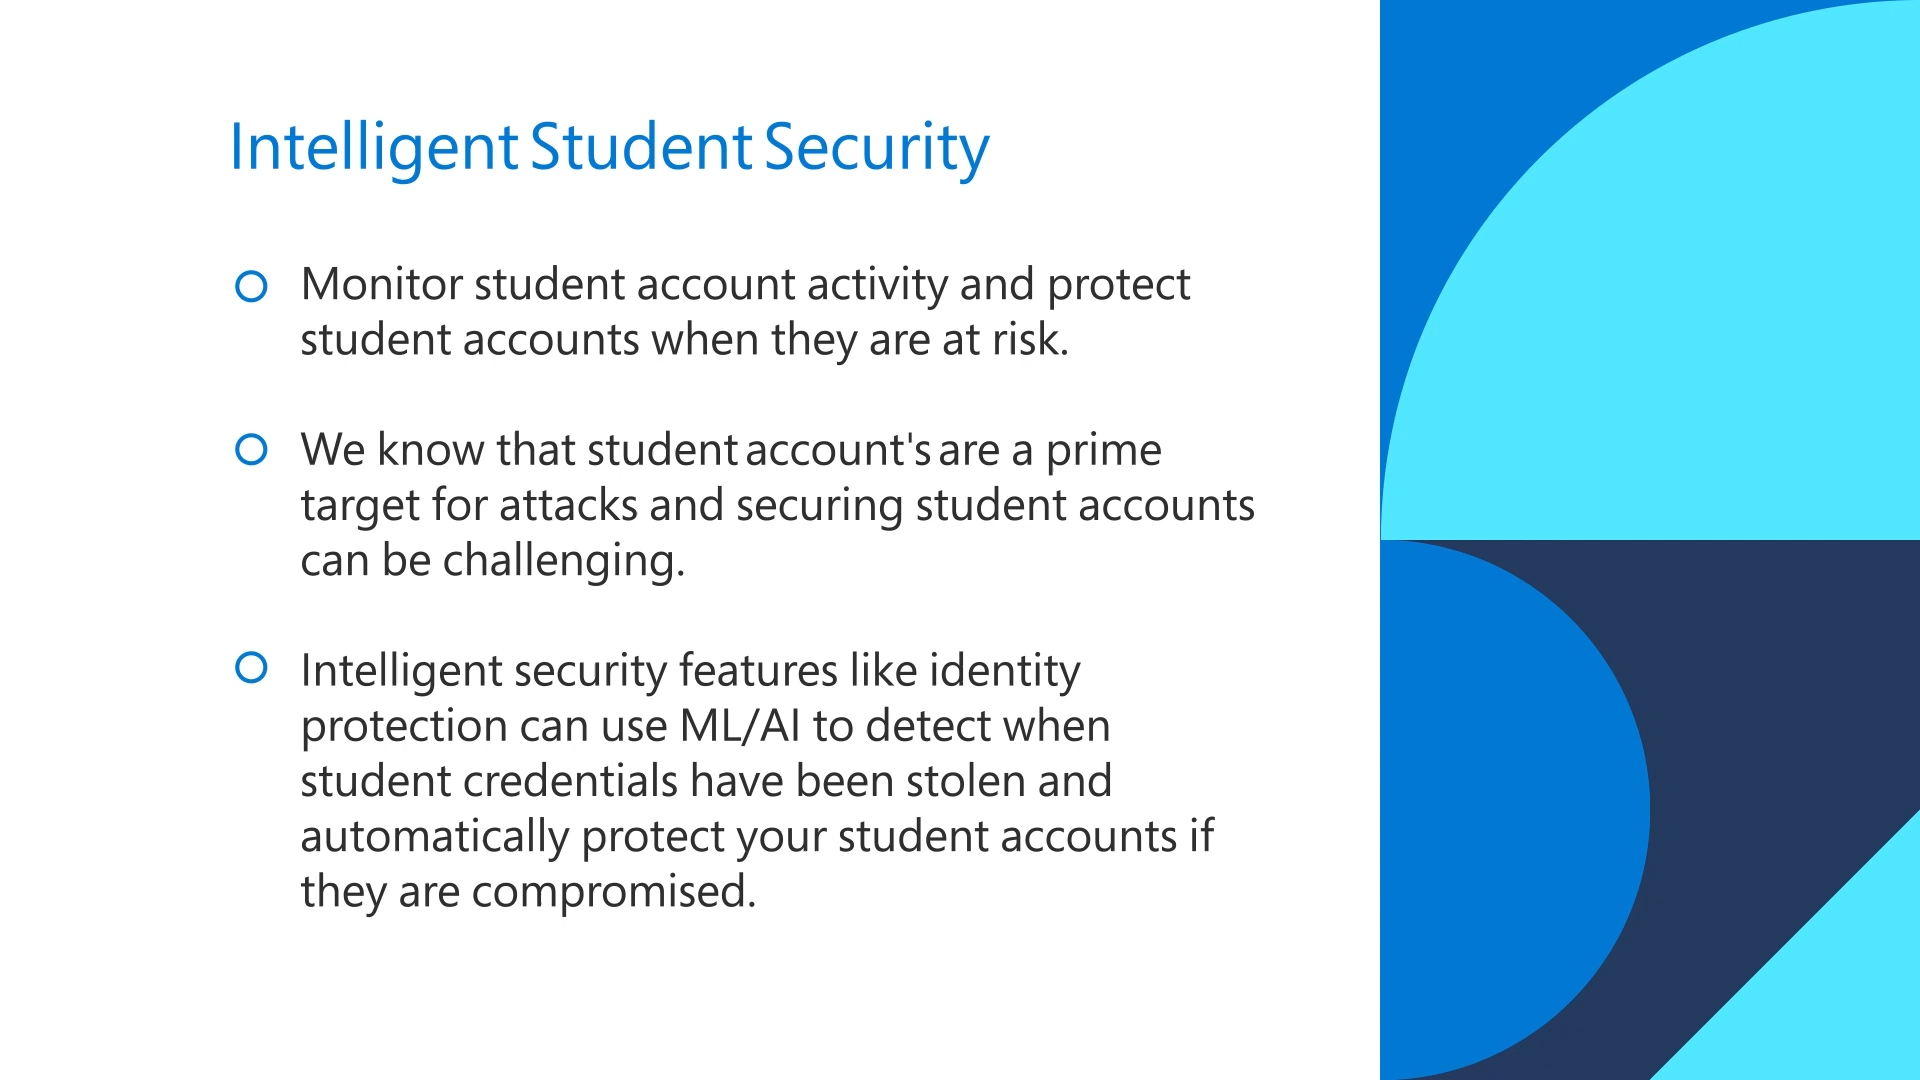 Intelligent Student Security
Monitor student account activity and protect
student accounts when they are at risk.
We know that student account's are a prime
target for attacks and securing student accounts
can be challenging.
Intelligent security features like identity
protection can use ML/AI to detect when
student credentials have been stolen and
automatically protect your student accounts if
they are compromised.